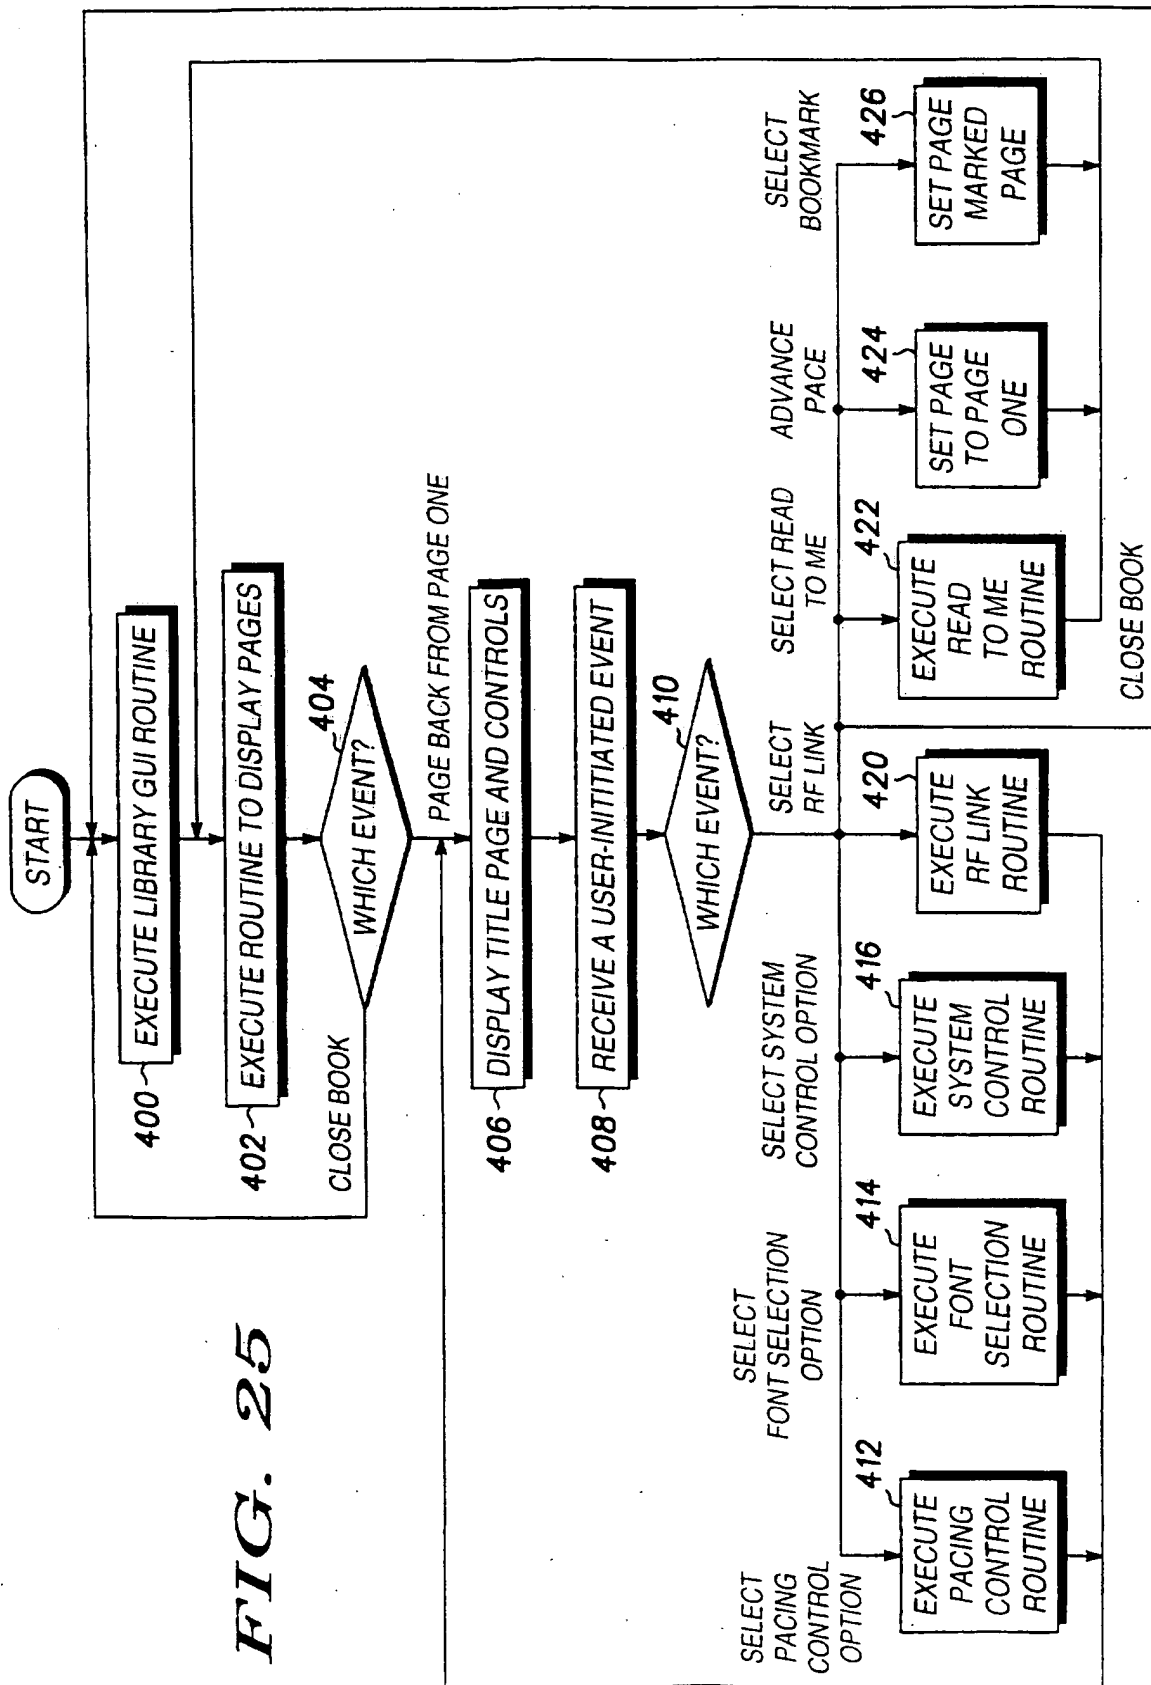 START
EXECUTE LIBRARY GUI ROUTINE
400
EXECUTE ROUTINE TO DISPLAY PAGES
402
WHICH EVENT?
404
CLOSE BOOK
PAGE BACK FROM PAGE ONE
DISPLAY TITLE PAGE AND CONTROLS
406
RECEIVE A USER-INITITATED EVENT
408
WHICH EVENT?
410
SELECT
PACING
CONTROL
OPTION
412
EXECUTE
PACING
CONTROL
ROUTINE
SELECT
FONT SELECTION
OPTION
414
EXECUTE
FONT
SELECTION
ROUTINE
SELECT SYSTEM
CONTROL OPTION
416
EXECUTE
SYSTEM
CONTROL
ROUTINE
SELECT
RF LINK
420
EXECUTE
RF LINK
ROUTINE
SELECT READ
TO ME
422
EXECUTE
READ
TO ME
ROUTINE
ADVANCE
PACE
424
SET PAGE
TO PAGE
ONE
SELECT
BOOKMARK
426
SET PAGE
MARKED
PAGE
CLOSE BOOK
FIG. 25